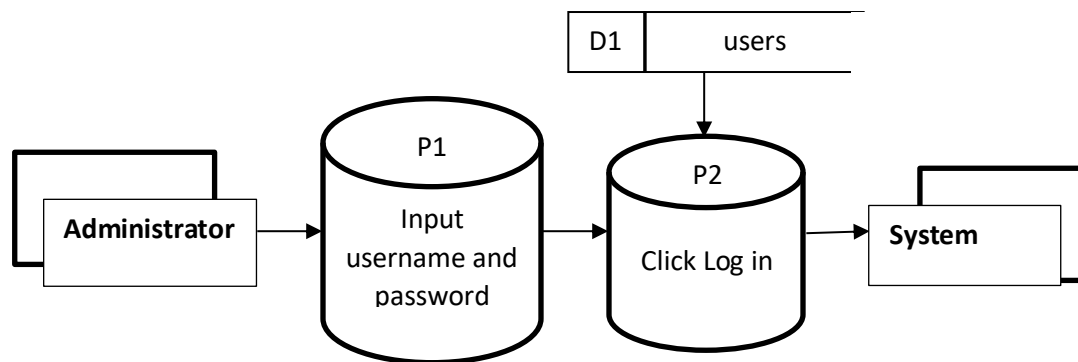 D1
users
P1
P2
Administrator
Input
username and
password
Click Log in
System